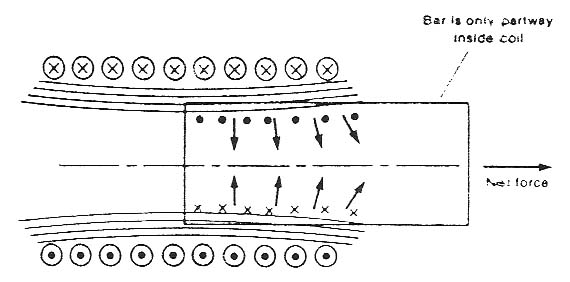 Bar is only partway
inside coil
Net force